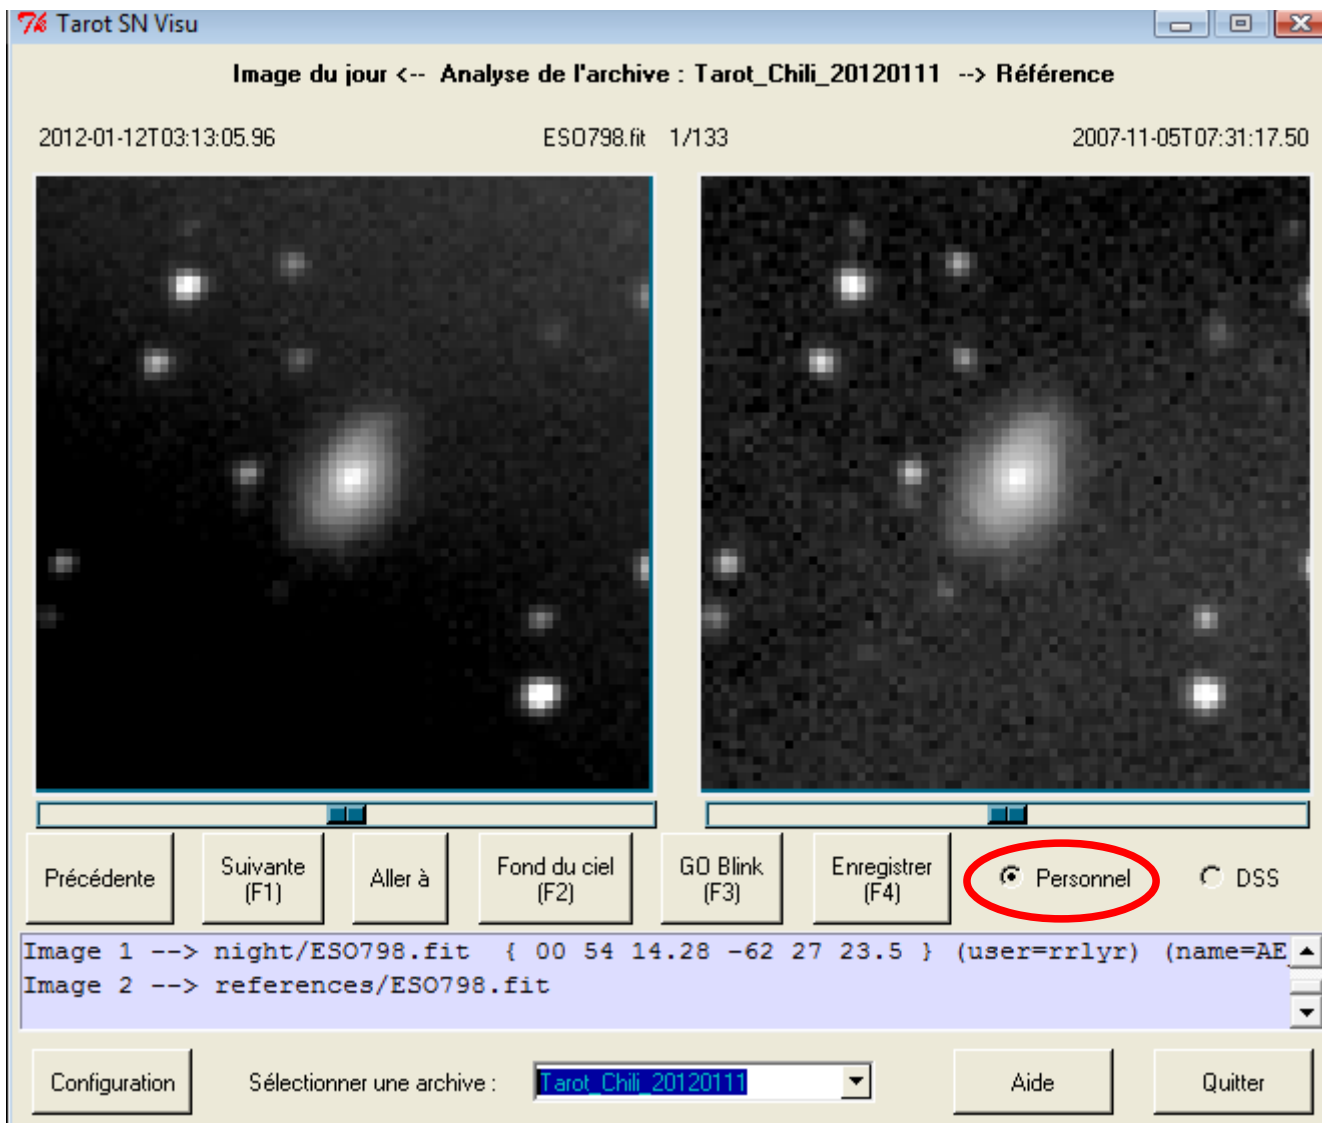 Tarot SN Visu
Image du jour <-- Analyse de l'archive : Tarot_Chili_20120111 --> Référence
2012-01-12T03:13:05.96 ESO798.fit 1/133 2007-11-05T07:31:17.50
Précédente
Suivante
(F1)
Aller à
Fond du ciel
(F2)
GO Blink
(F3)
Enregistrer
(F4)
Personnel
DSS
Image 1 --> night/ESO798.fit { 00 54 14.28 -62 27 23.5 } (user=rrlyr) (name=AE_
Image 2 --> references/ESO798.fit
Configuration
Sélectionner une archive :
Tarot_Chili_20120111
Aide
Quitter